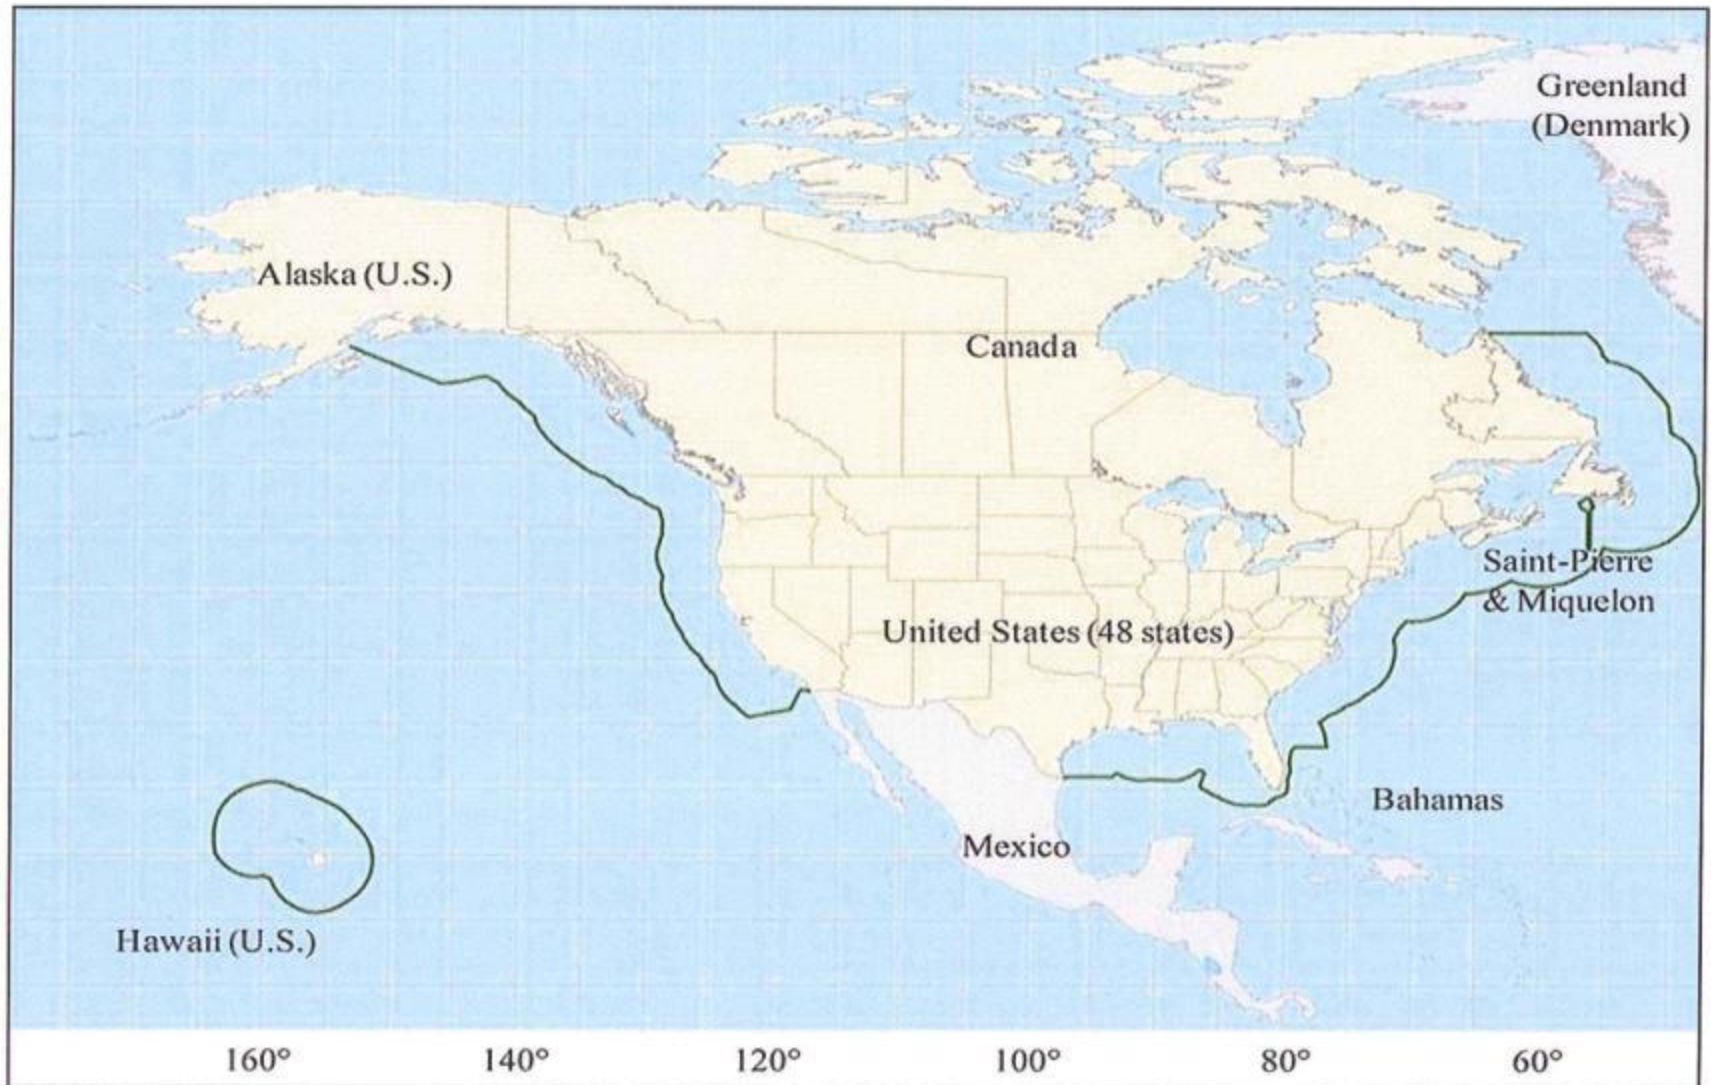 Greenland
(Denmark)
Alaska (U.S.)
Canada
Saint-Pierre
& Miquelon
United States (48 states)
Bahamas
Mexico
Hawaii (U.S.)
160° 140° 120° 100° 80° 60°